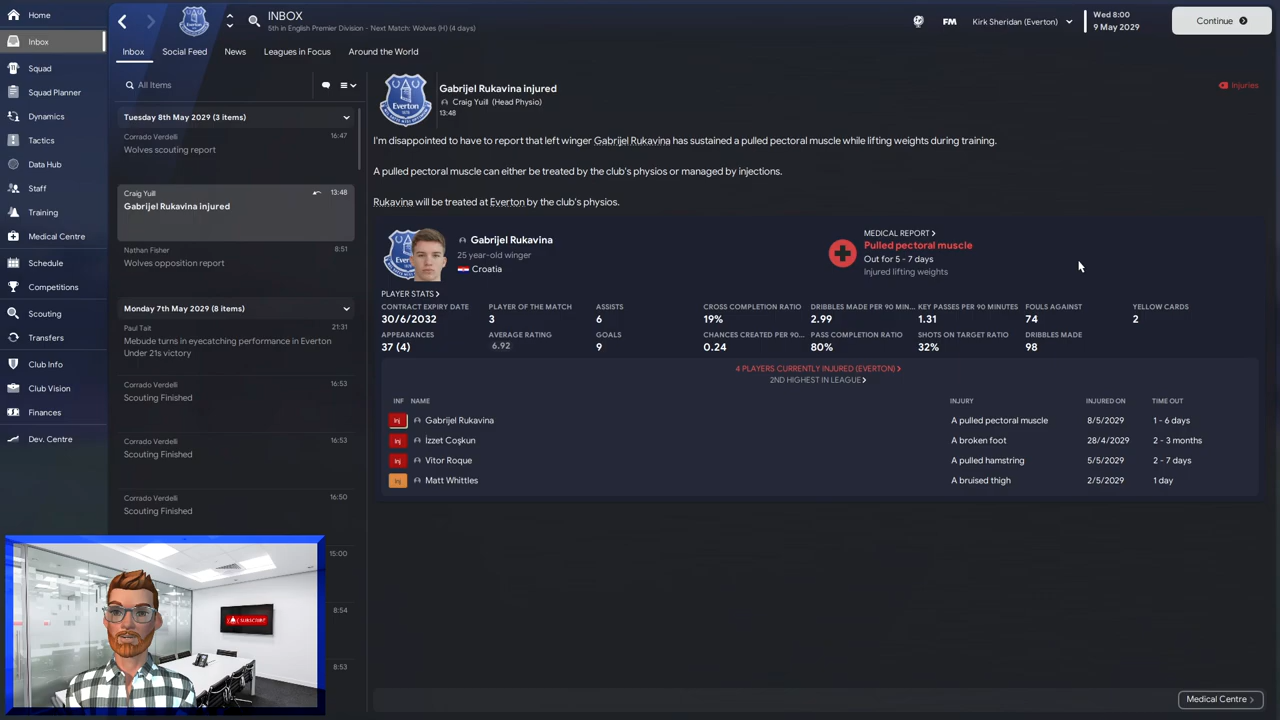 Home
Inbox
Squad
Squad Planner
Dynamics
Tactics
Data Hub
Staff
Training
Medical Centre
Schedule
Competitions
Scouting
Transfers
Club Info
Club Vision
Finances
Dev. Centre
Everton
INBOX
5th in English Premier Division - Next Match: Wolves (H) (4 days)
FM
Kirk Sheridan (Everton)
Wed 8:00
9 May 2029
Continue
Inbox
Social Feed
News
Leagues in Focus
Around the World
All Items
Tuesday 8th May 2029 (3 items)
Corrado Verdelli 16:47
Wolves scouting report
Craig Yuill 13:48
Gabrijel Rukavina injured
Nathan Fisher 8:51
Wolves opposition report
Monday 7th May 2029 (8 items)
Paul Tait 21:31
Mebude turns in eyecatching performance in Everton
Under 21s victory
Corrado Verdelli 16:53
Scouting Finished
Corrado Verdelli 16:53
Scouting Finished
Corrado Verdelli 16:50
Scouting Finished
15:00
8:54
8:53
SUBSCRIBE
Everton
Gabrijel Rukavina injured
Craig Yuill (Head Physio)
13:48
Injuries
I'm disappointed to have to report that left winger Gabrijel Rukavina has sustained a pulled pectoral muscle while lifting weights during training.
A pulled pectoral muscle can either be treated by the club's physios or managed by injections.
Rukavina will be treated at Everton by the club's physios.
Gabrijel Rukavina
25 year-old winger
Croatia
MEDICAL REPORT
Pulled pectoral muscle
Out for 5 - 7 days
Injured lifting weights
PLAYER STATS
CONTRACT EXPIRY DATE PLAYER OF THE MATCH ASSISTS CROSS COMPLETION RATIO DRIBBLES MADE PER 90 MIN... KEY PASSES PER 90 MINUTES FOULS AGAINST YELLOW CARDS
30/6/2032 3 6 19% 2.99 1.31 74 2
APPEARANCES AVERAGE RATING GOALS CHANCES CREATED PER 90... PASS COMPLETION RATIO SHOTS ON TARGET RATIO DRIBBLES MADE
37 (4) 6.92 9 0.24 80% 32% 98
4 PLAYERS CURRENTLY INJURED (EVERTON)
2ND HIGHEST IN LEAGUE
INF NAME INJURY INJURED ON TIME OUT
Inj Gabrijel Rukavina A pulled pectoral muscle 8/5/2029 1 - 6 days
Inj İzzet Coşkun A broken foot 28/4/2029 2 - 3 months
Inj Vitor Roque A pulled hamstring 5/5/2029 2 - 7 days
Inj Matt Whittles A bruised thigh 2/5/2029 1 day
Medical Centre